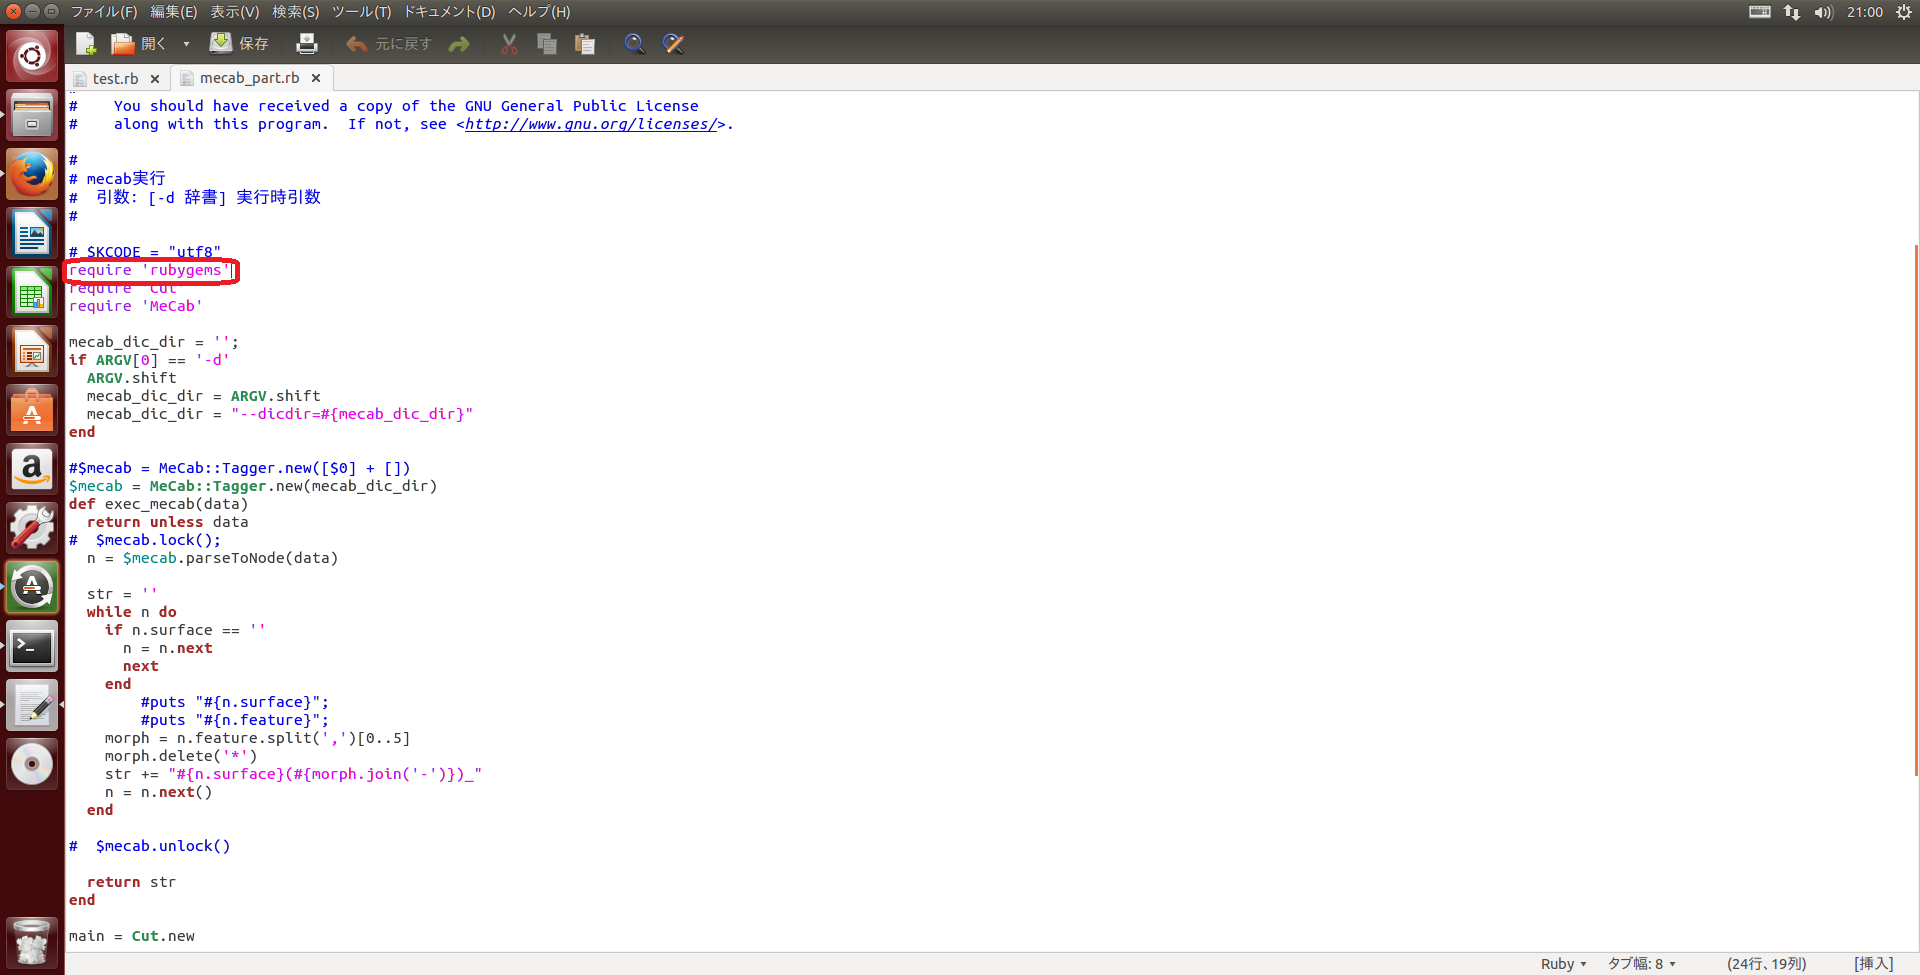 ファイル(F) 編集(E) 表示(V) 検索(S) ツール(T) ドキュメント(D) ヘルプ(H) 21:00
開く 保存 元に戻す
test.rb mecab_part.rb
#    You should have received a copy of the GNU General Public License
#    along with this program.  If not, see <http://www.gnu.org/licenses/>.
#
# mecab実行
#  引数: [-d 辞書] 実行時引数
#
# $KCODE = "utf8"
require 'rubygems'
require 'Cut'
require 'MeCab'
mecab_dic_dir = '';
if ARGV[0] == '-d'
  ARGV.shift
  mecab_dic_dir = ARGV.shift
  mecab_dic_dir = "--dicdir=#{mecab_dic_dir}"
end
#$mecab = MeCab::Tagger.new([$0] + [])
$mecab = MeCab::Tagger.new(mecab_dic_dir)
def exec_mecab(data)
  return unless data
#  $mecab.lock();
  n = $mecab.parseToNode(data)
  str = ''
  while n do
    if n.surface == ''
      n = n.next
      next
    end
        #puts "#{n.surface}";
        #puts "#{n.feature}";
    morph = n.feature.split(',')[0..5]
    morph.delete('*')
    str += "#{n.surface}(#{morph.join('-')})_"
    n = n.next()
  end
#  $mecab.unlock()
  return str
end
main = Cut.new
Ruby タブ幅: 8 (24行、19列) [挿入]